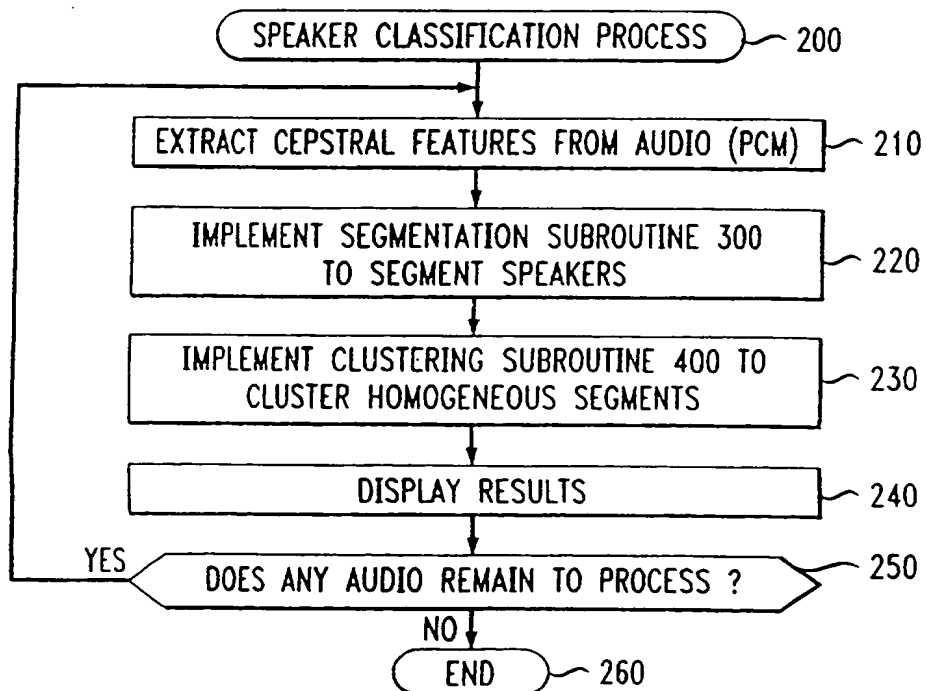 SPEAKER CLASSIFICATION PROCESS 200
EXTRACT CEPSTRAL FEATURES FROM AUDIO (PCM) 210
IMPLEMENT SEGMENTATION SUBROUTINE 300
TO SEGMENT SPEAKERS
220
IMPLEMENT CLUSTERING SUBROUTINE 400 TO
CLUSTER HOMOGENEOUS SEGMENTS
230
DISPLAY RESULTS 240
YES
DOES ANY AUDIO REMAIN TO PROCESS ? 250
NO
END 260